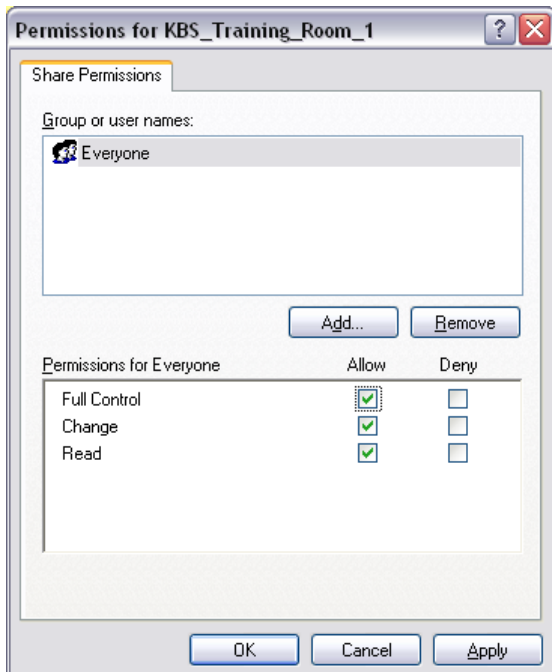 Permissions for KBS_Training_Room_1
Share Permissions
Group or user names:
Everyone
Add... Remove
Permissions for Everyone Allow Deny
Full Control
Change
Read
OK Cancel Apply